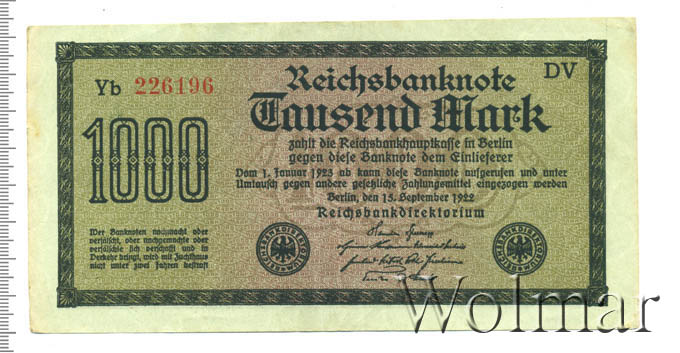 Yb 226196
DV
Reichsbanknote
1000
Tausend Mark
zahlt die Reichsbankhauptkasse in Berlin
gegen diese Banknote dem Einlieferer
Vom 1. Januar 1923 ab kann diese Banknote aufgerufen und unter
Umtausch gegen andere gesetzliche Zahlungsmittel eingezogen werden
Berlin, den 15. September 1922
Reichsbankdirektorium
Wer Banknoten nachmacht oder
verfälscht, oder nachgemachte oder
verfälschte sich verschafft und in
Verkehr bringt, wird mit Zuchthaus
nicht unter zwei Jahren bestraft
Wolmar